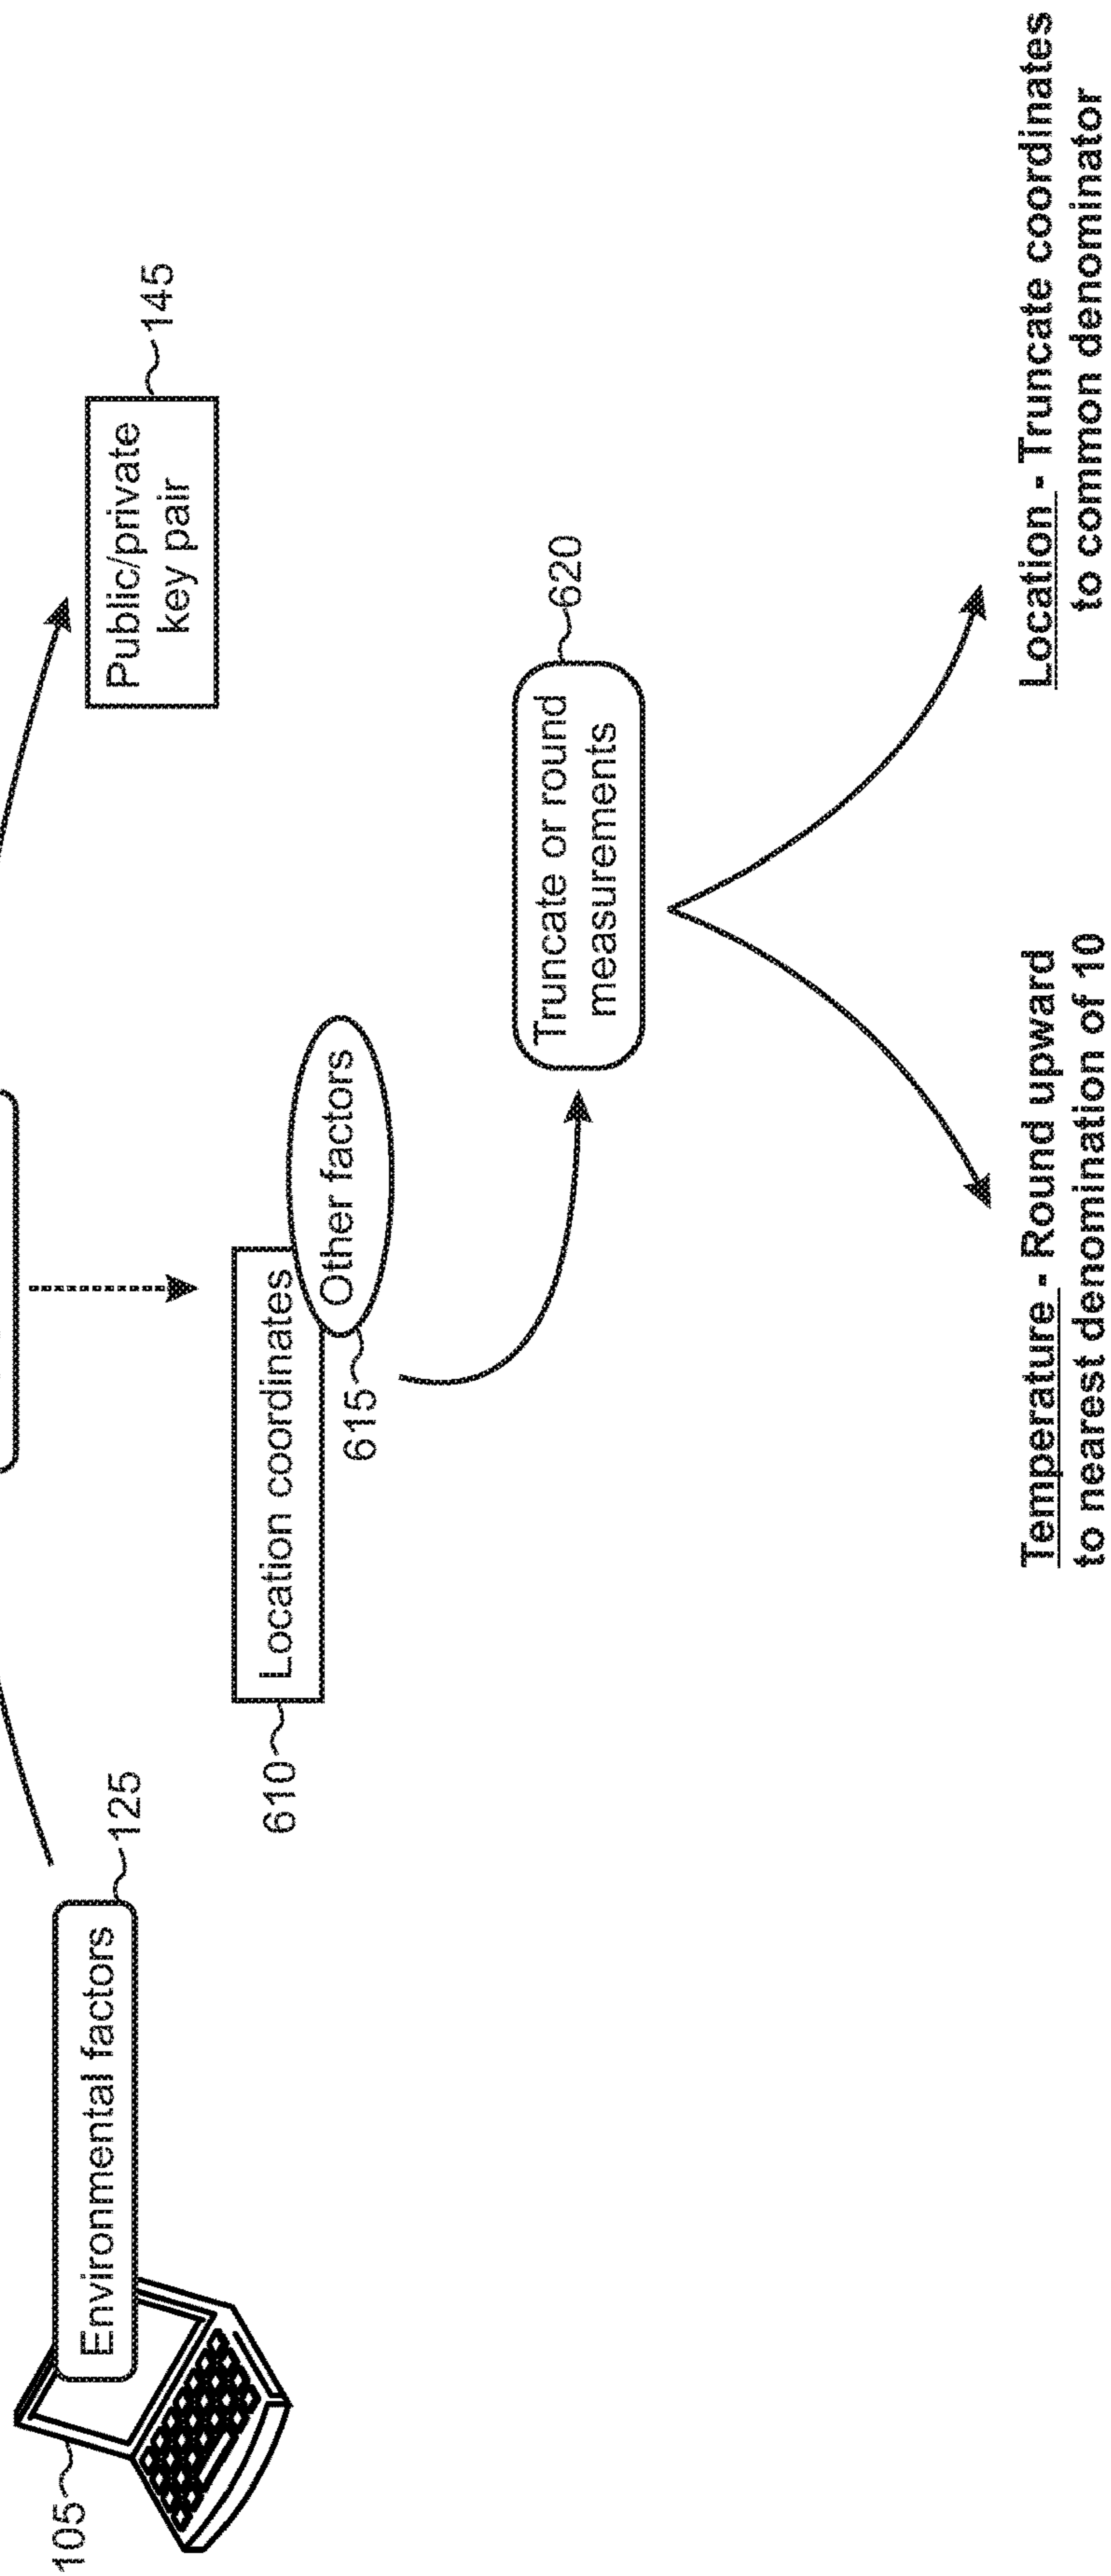 105
Environmental factors
125
Public/private
key pair
145
610
Location coordinates
Other factors
615
Truncate or round
measurements
620
Temperature - Round upward
to nearest denomination of 10
Location - Truncate coordinates
to common denominator